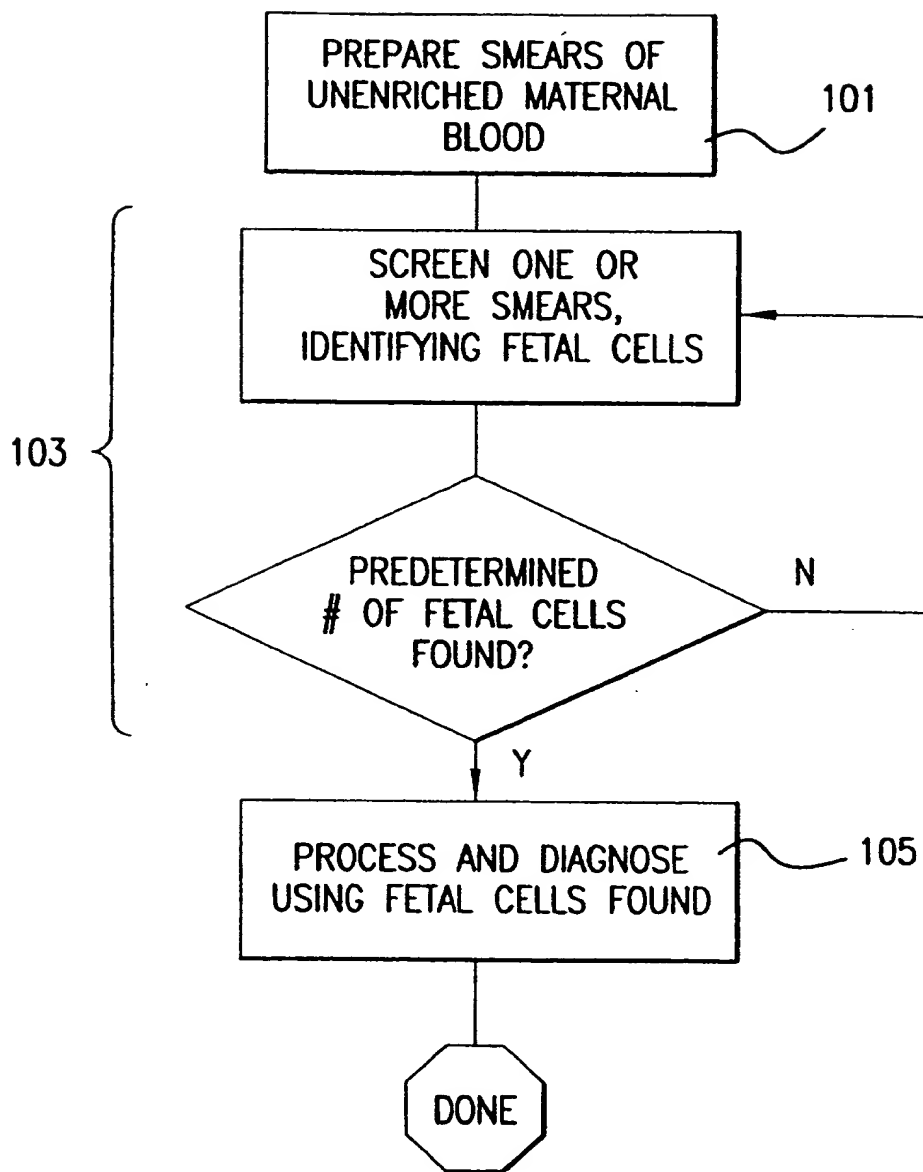 PREPARE SMEARS OF
UNENRICHED MATERNAL
BLOOD
101
SCREEN ONE OR
MORE SMEARS,
IDENTIFYING FETAL CELLS
103
PREDETERMINED
# OF FETAL CELLS
FOUND?
N
Y
PROCESS AND DIAGNOSE
USING FETAL CELLS FOUND
105
DONE